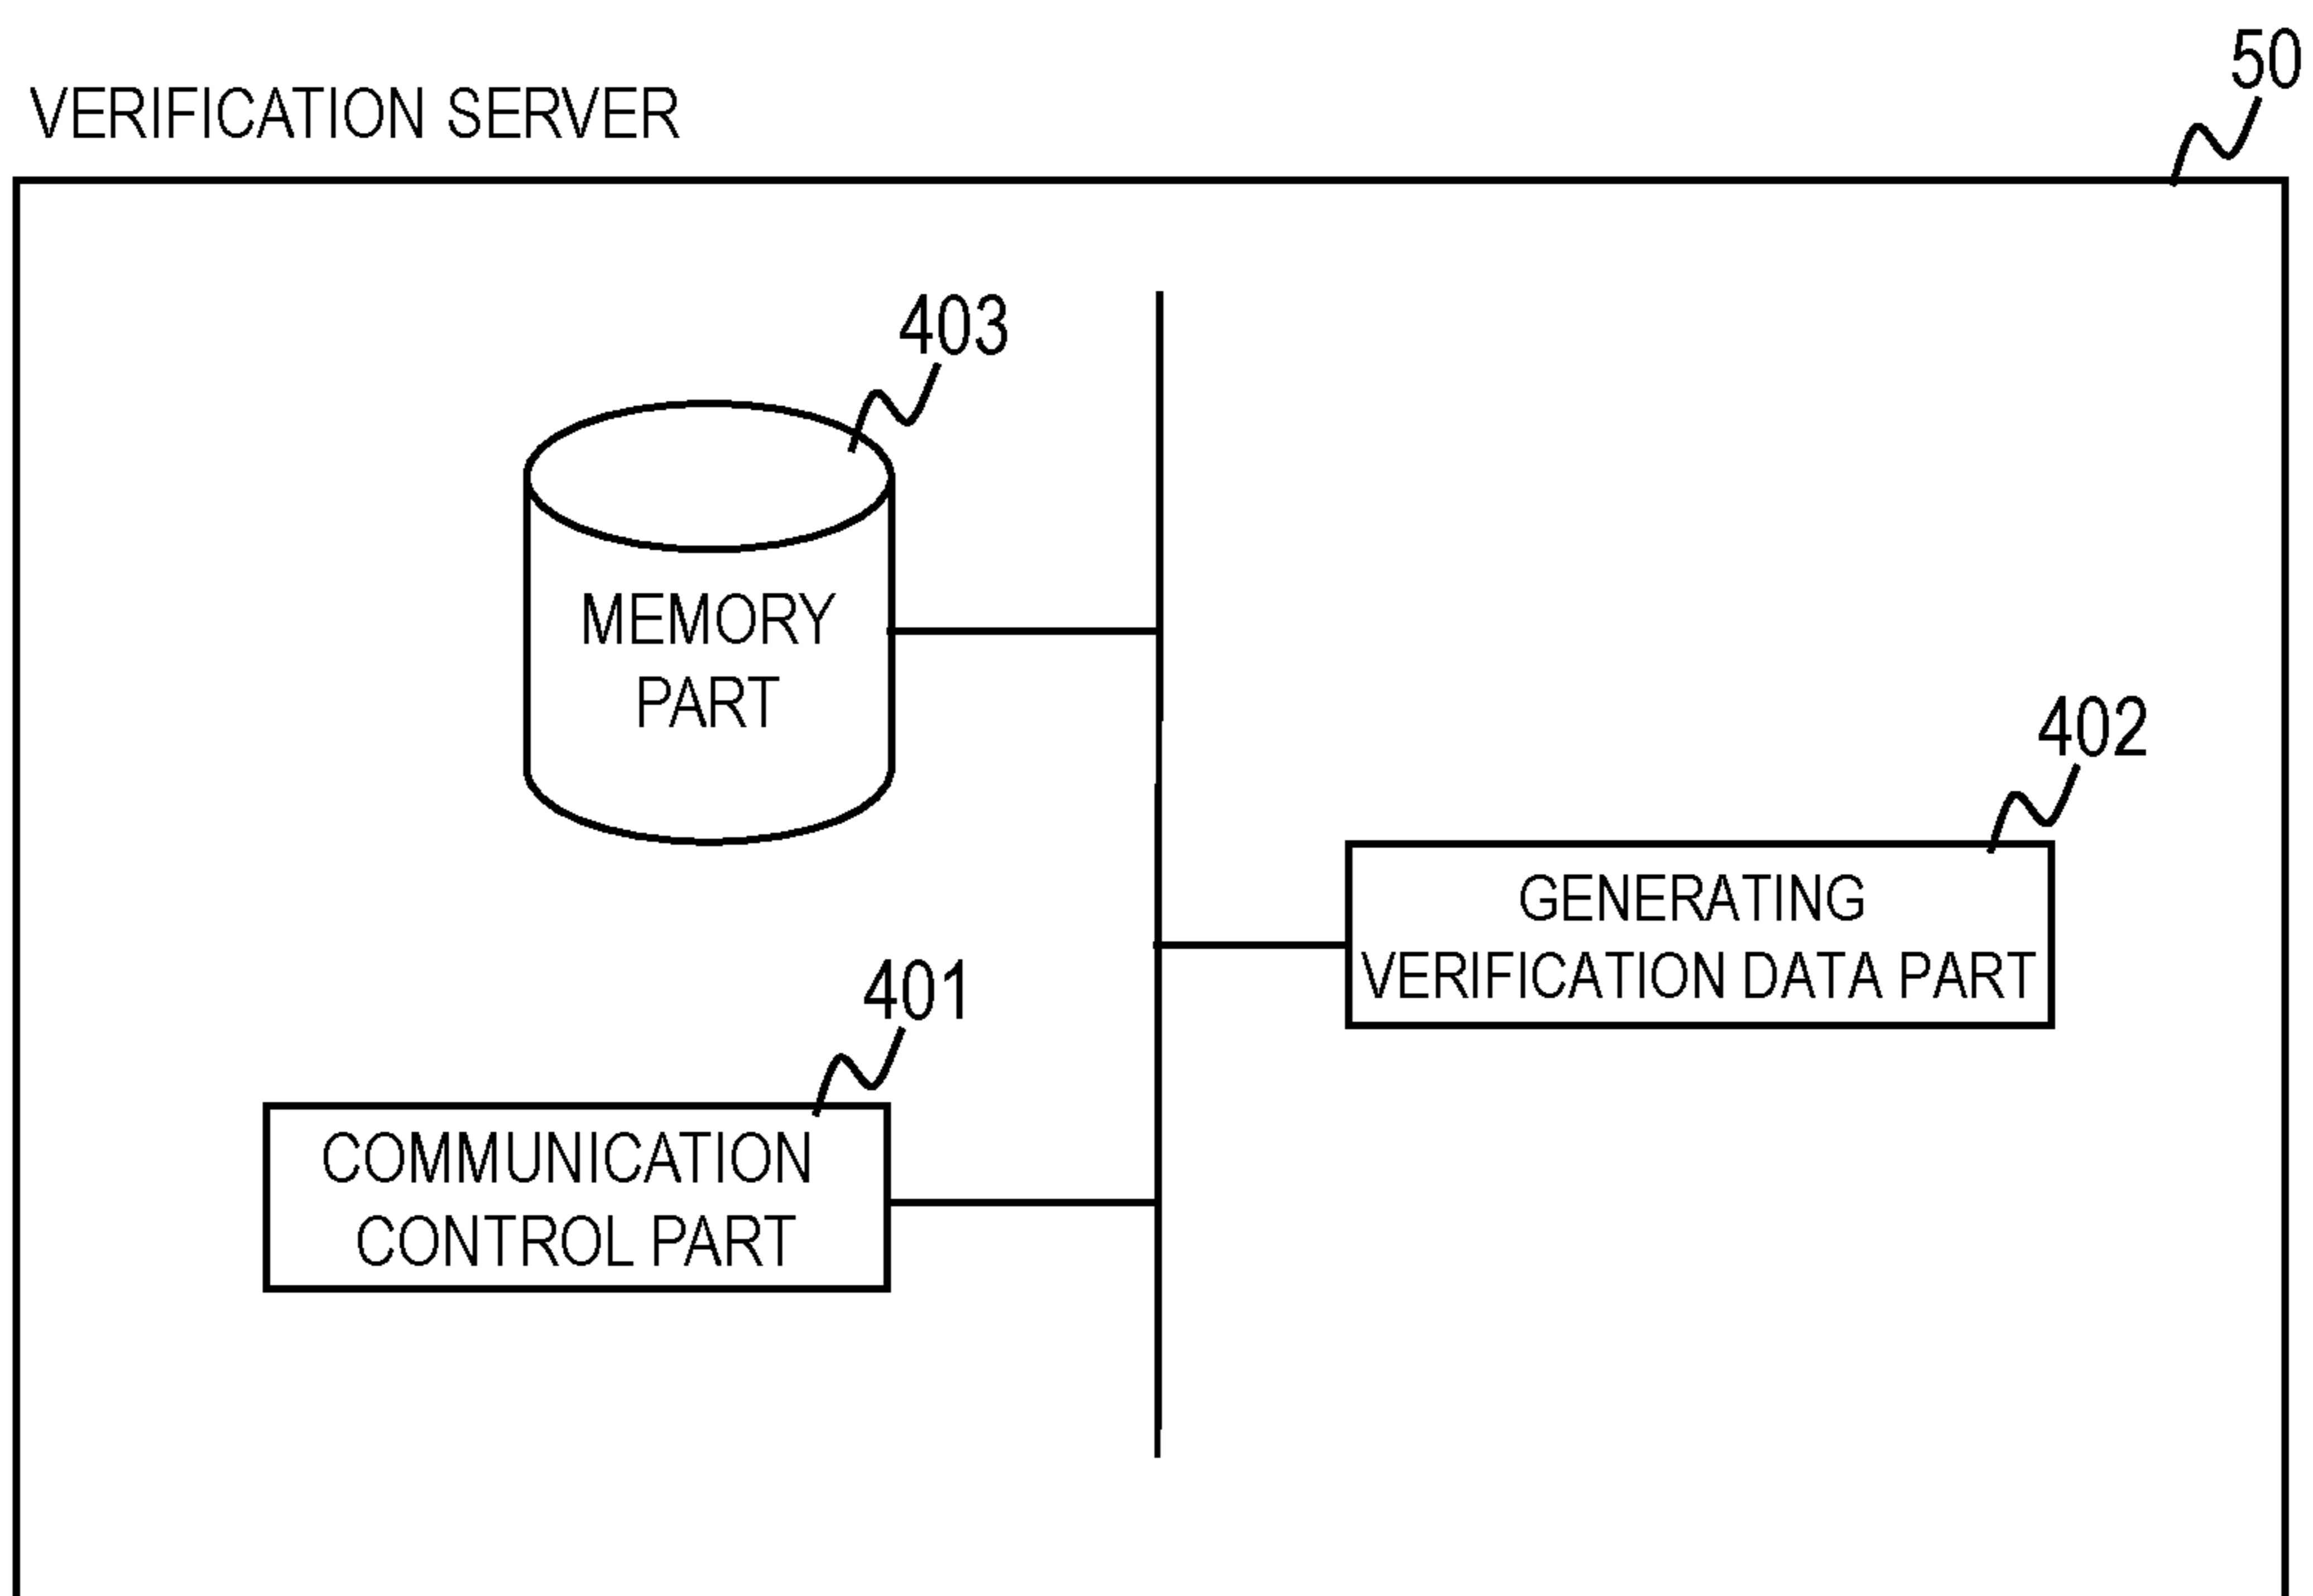 50
VERIFICATION SERVER
403
MEMORY
PART
402
GENERATING
VERIFICATION DATA PART
401
COMMUNICATION
CONTROL PART